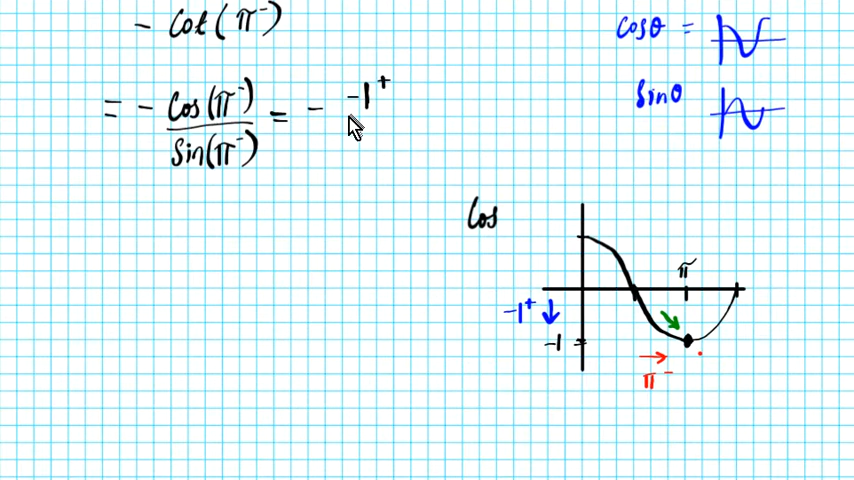 - Cot(π⁻)
= - Cos(π⁻)/Sin(π⁻) = - -1⁺
Cosθ =
Sinθ
Cos
π
-1⁺
-1
π⁻